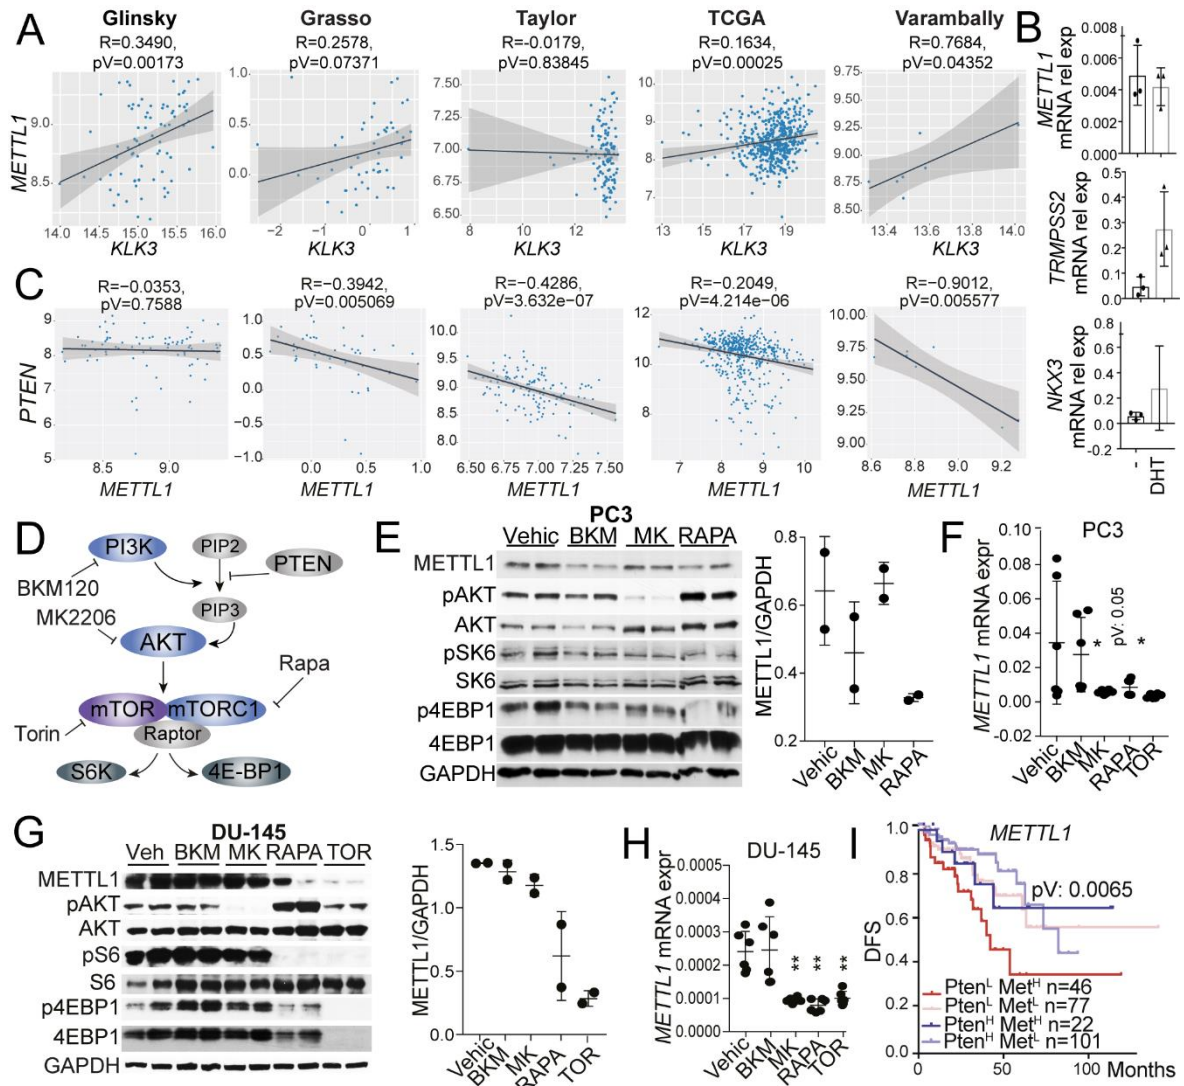 A
Glinsky
Grasso
Taylor
TCGA
Varambally
R=0.3490,
pV=0.00173
R=0.2578,
pV=0.07371
R=−0.0179,
pV=0.83845
R=0.1634,
pV=0.00025
R=0.7684,
pV=0.04352
METTL1
9.0
8.5
14.0 14.5 15.0 15.5 16.0
KLK3
1.0
0.5
0.0
−2 −1 0 1
KLK3
7.50
7.25
7.00
6.75
6.50
8 10 12
KLK3
10
9
8
7
6
13 15 17 19
KLK3
9.75
9.50
9.25
9.00
8.75
8.50
13.4 13.6 13.8 14.0
KLK3
B
METTL1
mRNA rel exp
0.008
0.006
0.004
0.002
0.000
TRMPSS2
mRNA rel exp
0.5
0.4
0.3
0.2
0.1
0.0
NKX3
mRNA rel exp
0.8
0.6
0.4
0.2
0.0
-0.2
-
DHT
C
R=−0.0353,
pV=0.7588
R=−0.3942,
pV=0.005069
R=−0.4286,
pV=3.632e−07
R=−0.2049,
pV=4.214e−06
R=−0.9012,
pV=0.005577
PTEN
9
8
7
6
5
8.5 9.0
METTL1
1.0
0.5
0.0
−0.5
−1.0
0.0 0.5 1.0
METTL1
10.0
9.5
9.0
8.5
8.0
6.50 6.75 7.00 7.25 7.50
METTL1
12
11
10
8
7 8 9 10
METTL1
10.00
9.75
9.50
9.25
9.00
8.6 8.8 9.0 9.2
METTL1
D
PI3K
PIP2
PTEN
BKM120
PIP3
MK2206
AKT
Rapa
mTOR
mTORC1
Raptor
Torin
S6K
4E-BP1
E
PC3
Vehic BKM MK RAPA
METTL1
pAKT
AKT
pSK6
SK6
p4EBP1
4EBP1
GAPDH
METTL1/GAPDH
0.8
0.6
0.4
0.2
Vehic
BKM
MK
RAPA
F
PC3
METTL1 mRNA expr
0.10
0.08
0.06
0.04
0.02
0.00
-0.02
*
pV: 0.05
*
Vehic
BKM
MK
RAPA
TOR
G
DU-145
Veh BKM MK RAPA TOR
METTL1
pAKT
AKT
pS6
S6
p4EBP1
4EBP1
GAPDH
METTL1/GAPDH
1.5
1.0
0.5
0.0
Vehic
BKM
MK
RAPA
TOR
H
DU-145
METTL1 mRNA expr
0.0005
0.0004
0.0003
0.0002
0.0001
0.0000
**
**
**
Vehic
BKM
MK
RAPA
TOR
I
METTL1
pV: 0.0065
DFS
1.0
0.8
0.6
0.4
0.2
0.0
Ptenᴸ Metᴴ n=46
Ptenᴸ Metᴸ n=77
Ptenᴴ Metᴴ n=22
Ptenᴴ Metᴸ n=101
0 50 100 Months